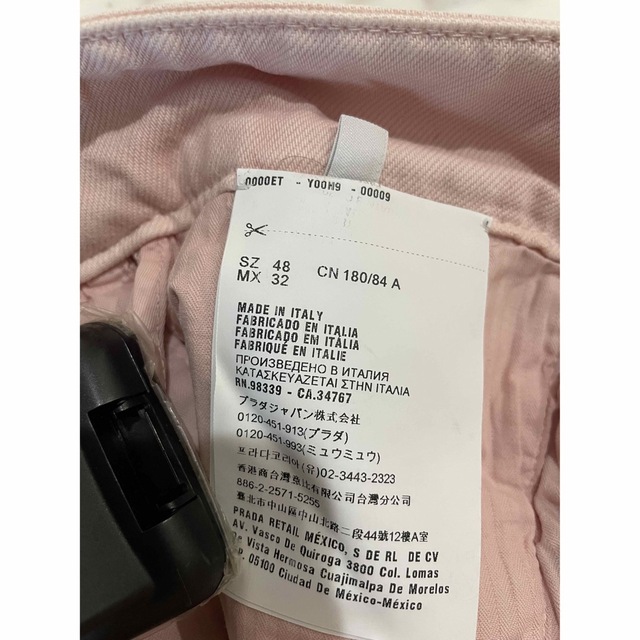 0000ET - Y00H9 - 00009
SZ 48 CN 180/84 A
MX 32
MADE IN ITALY
FABRICADO EN ITALIA
FABRICADO EM ITÁLIA
FABRIQUÉ EN ITALIE
ПРОИЗВЕДЕНО В ИТАЛИЯ
ΚΑΤΑΣΚΕΥΑΖΕΤΑΙ ΣΤΗΝ ΙΤΑΛΙΑ
RN.98339 - CA.34767
プラダジャパン株式会社
0120-451-913(プラダ)
0120-451-993(ミュウミュウ)
프라다코리아(유)02-3443-2323
香港商台灣普拉達有限公司台灣分公司
886-2-2571-5255
臺北市中山區中山北路二段44號12樓A室
PRADA RETAIL MÉXICO, S DE RL DE CV
AV. Vasco De Quiroga 3800 Col. Lomas
De Vista Hermosa Cuajimalpa De Morelos
05100 Ciudad De México-México